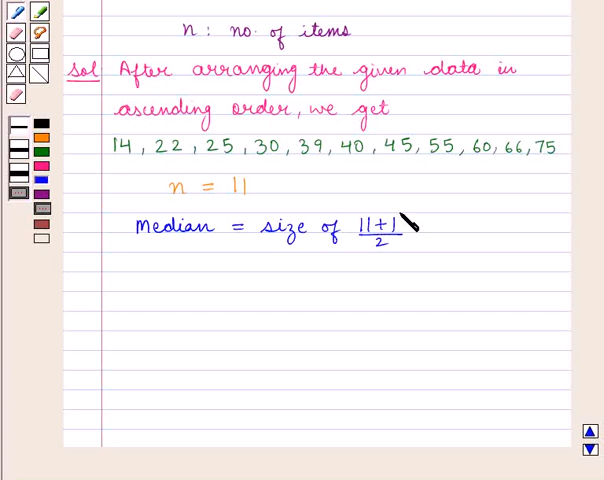 n : no. of items
Sol After arranging the given data in
ascending order, we get
14, 22, 25, 30, 39, 40, 45, 55, 60, 66, 75
n = 11
Median = size of 11+1/2